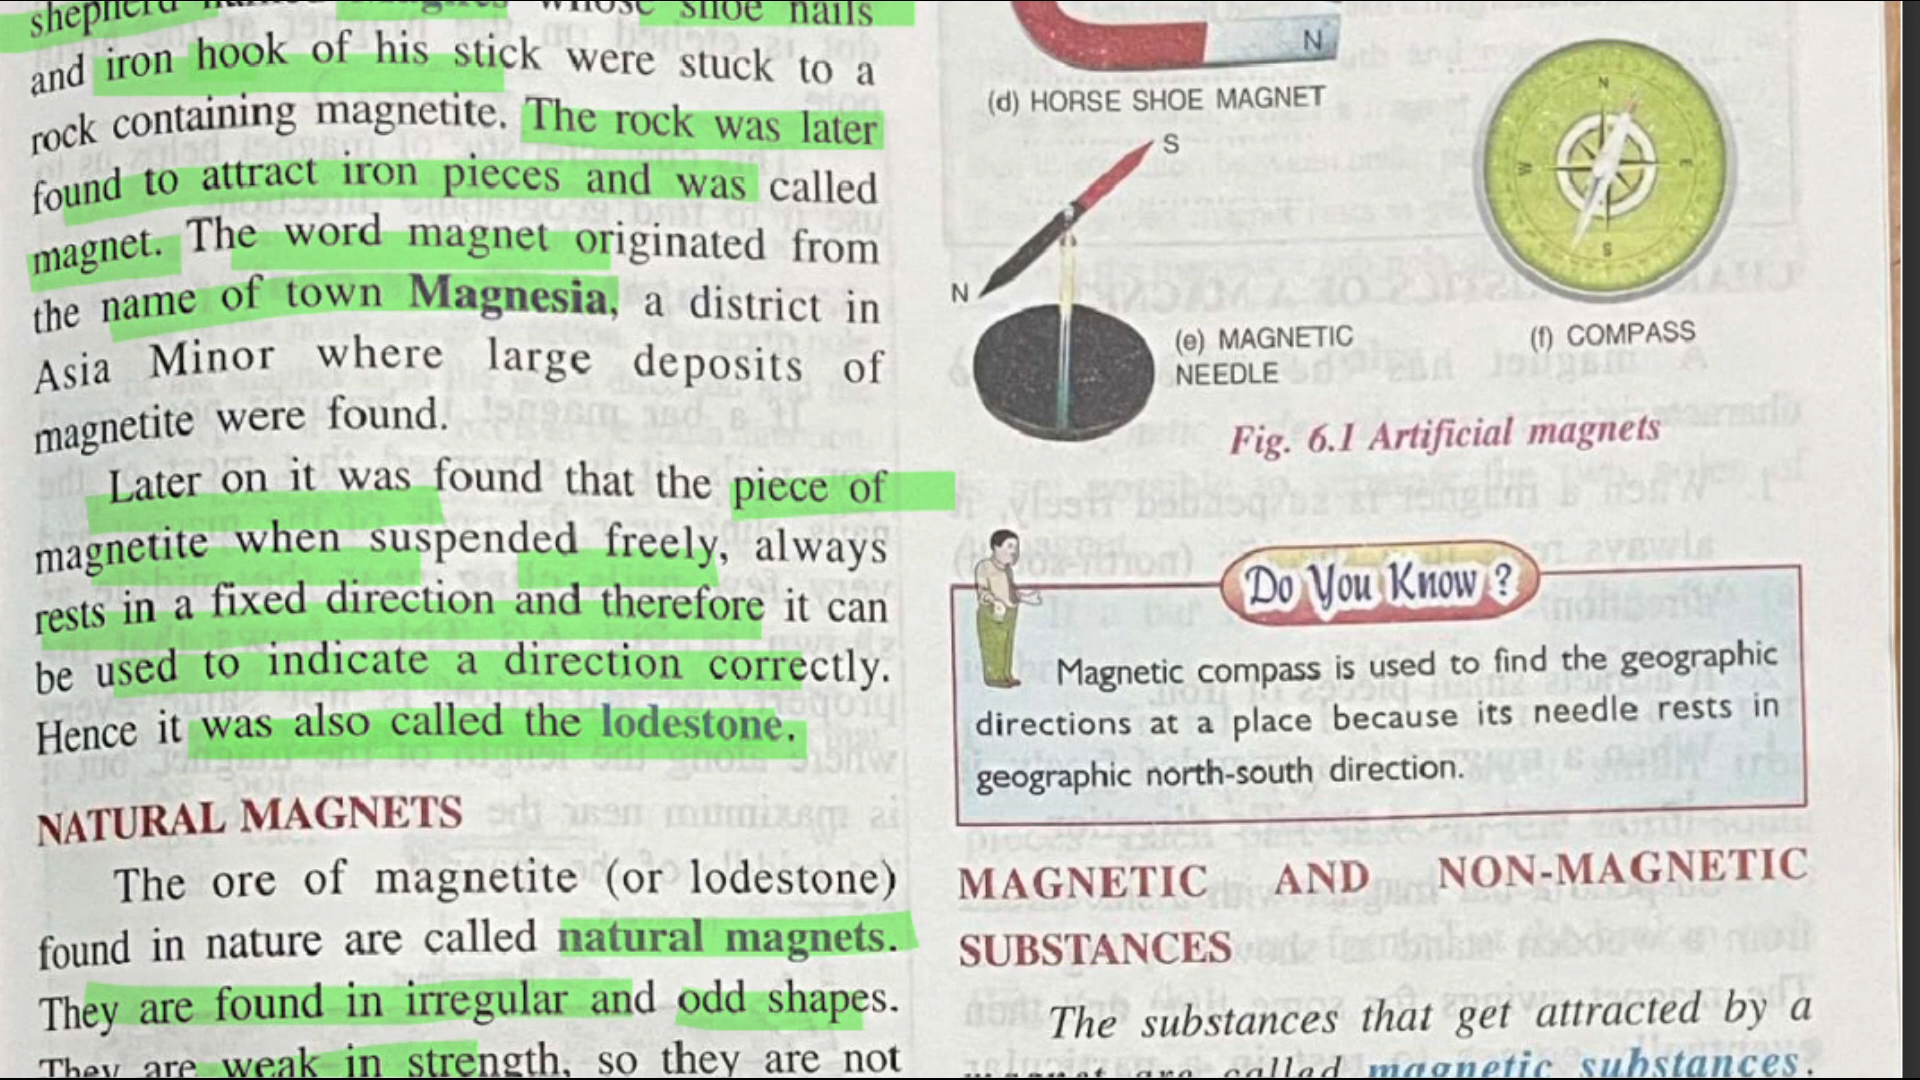 shepherd named Magnes whose shoe nails
and iron hook of his stick were stuck to a
rock containing magnetite. The rock was later
found to attract iron pieces and was called
magnet. The word magnet originated from
the name of town Magnesia, a district in
Asia Minor where large deposits of
magnetite were found.
Later on it was found that the piece of
magnetite when suspended freely, always
rests in a fixed direction and therefore it can
be used to indicate a direction correctly.
Hence it was also called the lodestone.
NATURAL MAGNETS
The ore of magnetite (or lodestone)
found in nature are called natural magnets.
They are found in irregular and odd shapes.
They are weak in strength, so they are not
N
(d) HORSE SHOE MAGNET
S
N
(e) MAGNETIC
NEEDLE
N
W
E
S
(f) COMPASS
Fig. 6.1 Artificial magnets
Do You Know ?
Magnetic compass is used to find the geographic
directions at a place because its needle rests in
geographic north-south direction.
MAGNETIC AND NON-MAGNETIC
SUBSTANCES
The substances that get attracted by a
magnet are called magnetic substances.